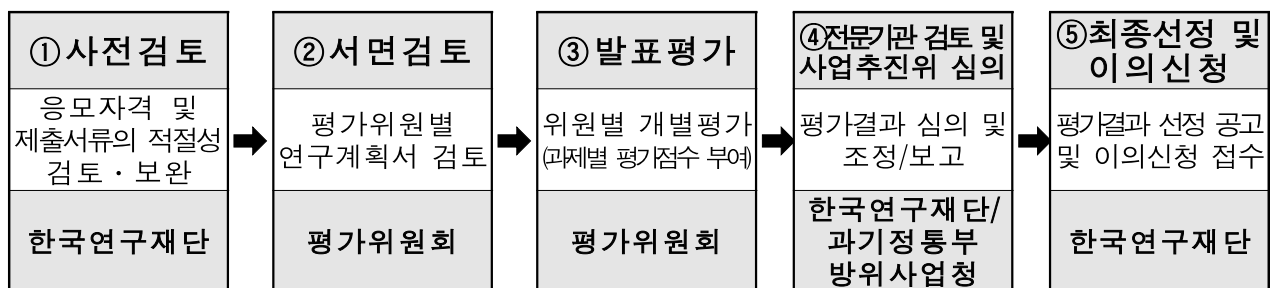 ①사전검토
응모자격 및
제출서류의 적절성
검토·보완
한국연구재단
②서면검토
평가위원별
연구계획서 검토
평가위원회
③발표평가
위원별 개별평가
(과제별 평가점수 부여)
평가위원회
④전문기관 검토 및
사업추진위 심의
평가결과 심의 및
조정/보고
한국연구재단/
과기정통부
방위사업청
⑤최종선정 및
이의신청
평가결과 선정 공고
및 이의신청 접수
한국연구재단